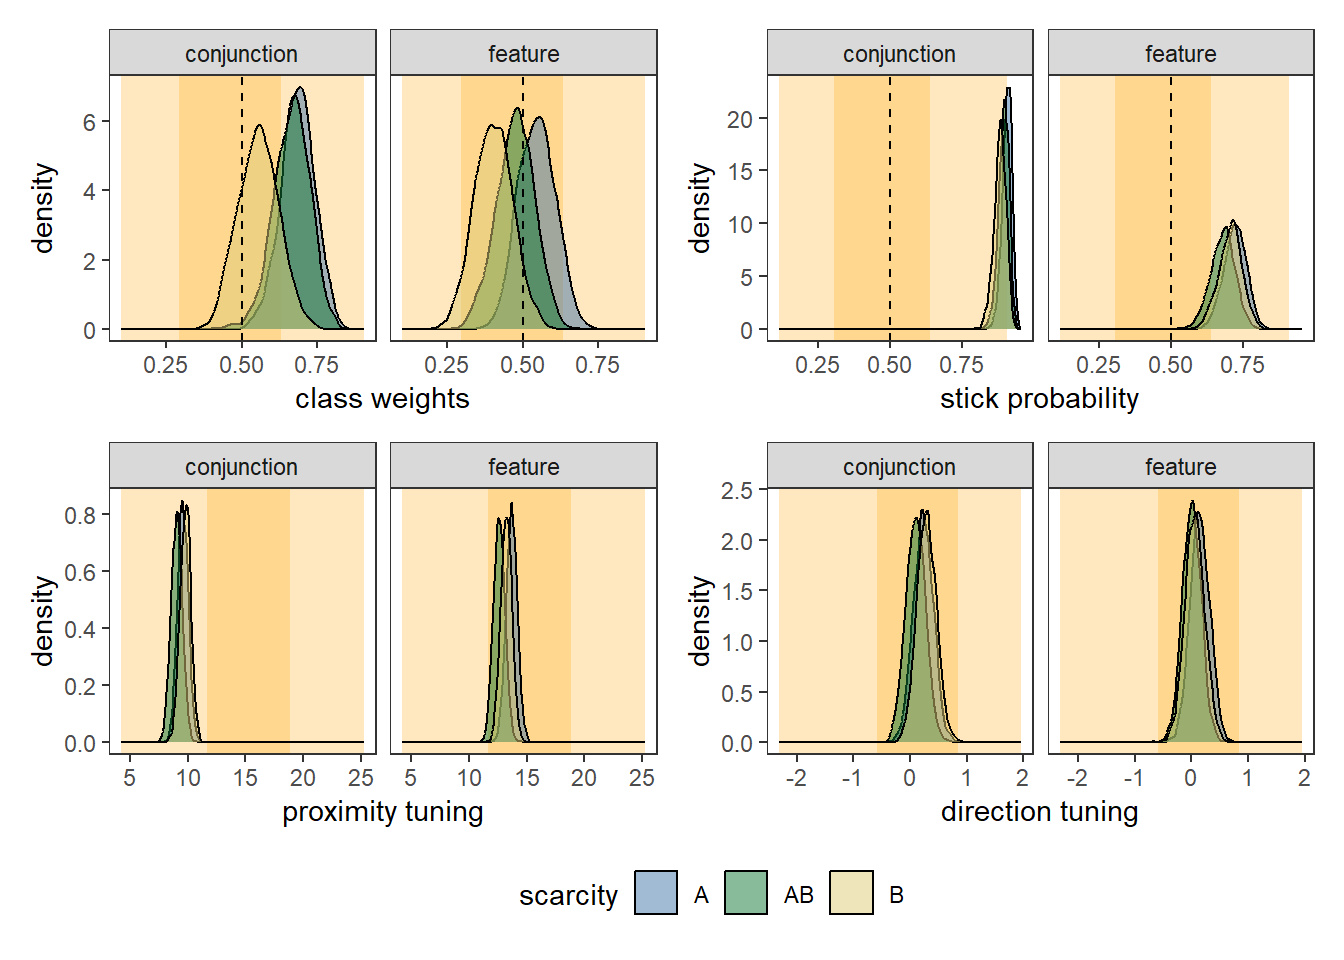 conjunction feature
density
6
4
2
0
0.25 0.50 0.75 0.25 0.50 0.75
class weights
conjunction feature
density
20
15
10
5
0
0.25 0.50 0.75 0.25 0.50 0.75
stick probability
conjunction feature
density
0.8
0.6
0.4
0.2
0.0
5 10 15 20 25 5 10 15 20 25
proximity tuning
conjunction feature
density
2.5
2.0
1.5
1.0
0.5
0.0
-2 -1 0 1 2 -2 -1 0 1 2
direction tuning
scarcity A AB B